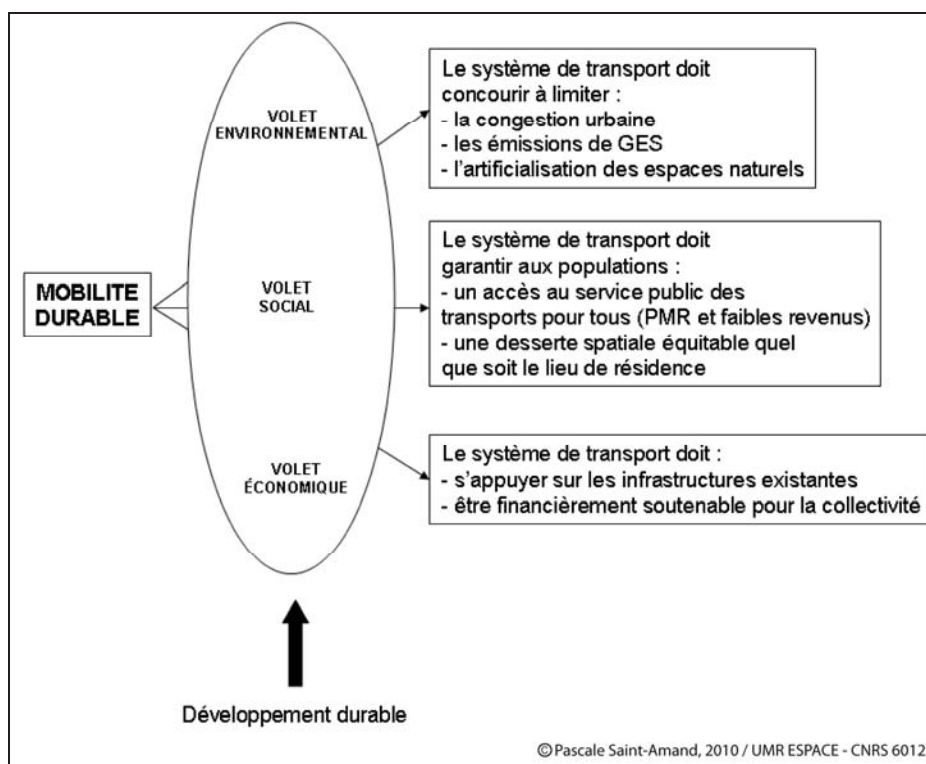 MOBILITE
DURABLE
VOLET
ENVIRONNEMENTAL
Le système de transport doit
concourir à limiter :
- la congestion urbaine
- les émissions de GES
- l'artificialisation des espaces naturels
VOLET
SOCIAL
Le système de transport doit
garantir aux populations :
- un accès au service public des
transports pour tous (PMR et faibles revenus)
- une desserte spatiale équitable quel
que soit le lieu de résidence
VOLET
ÉCONOMIQUE
Le système de transport doit :
- s'appuyer sur les infrastructures existantes
- être financièrement soutenable pour la collectivité
Développement durable
© Pascale Saint-Amand, 2010 / UMR ESPACE - CNRS 6012